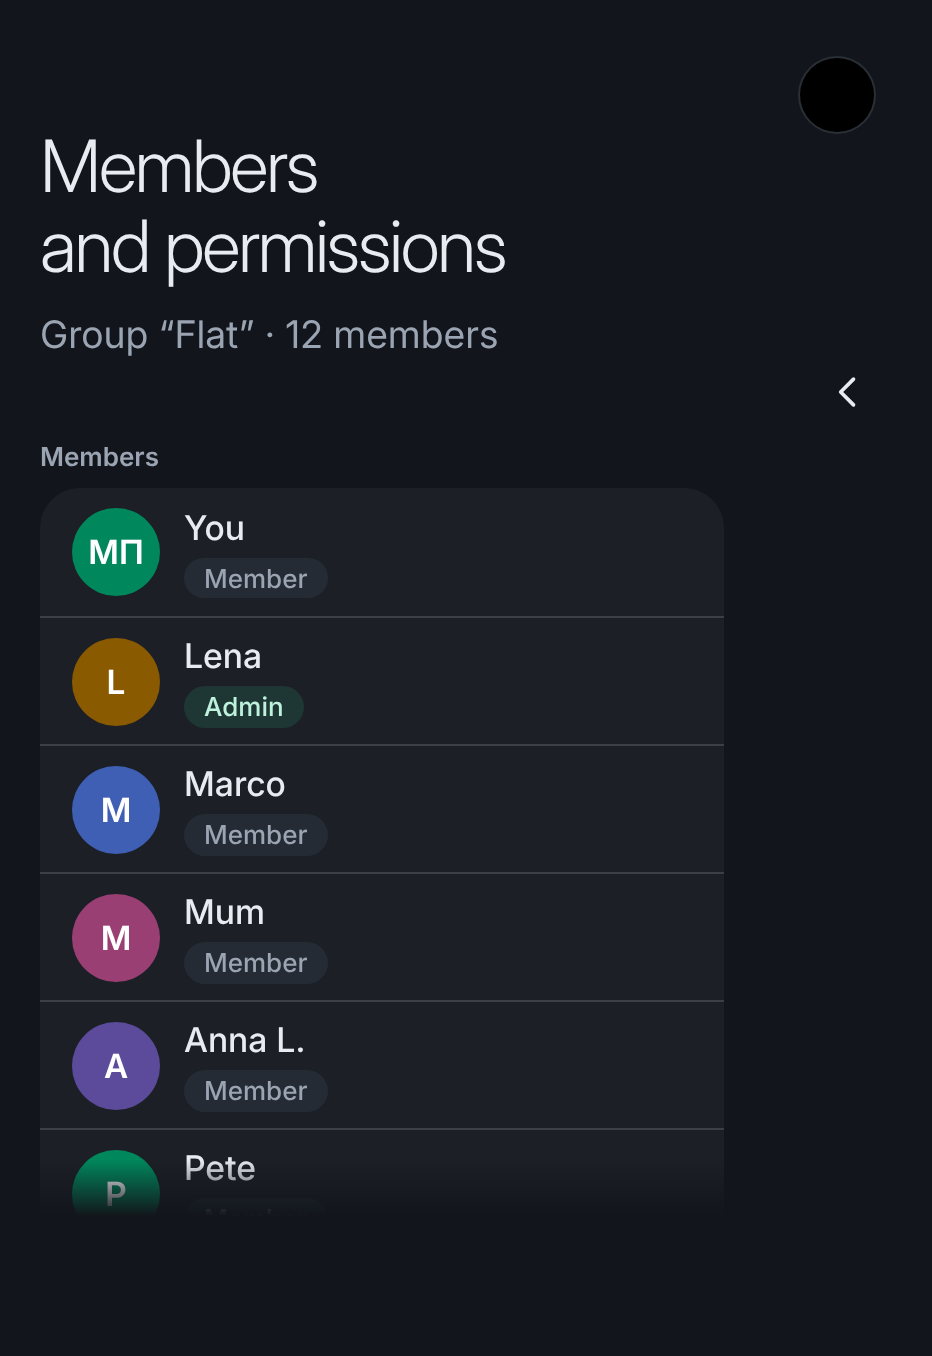 Members
and permissions
Group “Flat” · 12 members
Members
МП
You
Member
L
Lena
Admin
M
Marco
Member
M
Mum
Member
A
Anna L.
Member
P
Pete